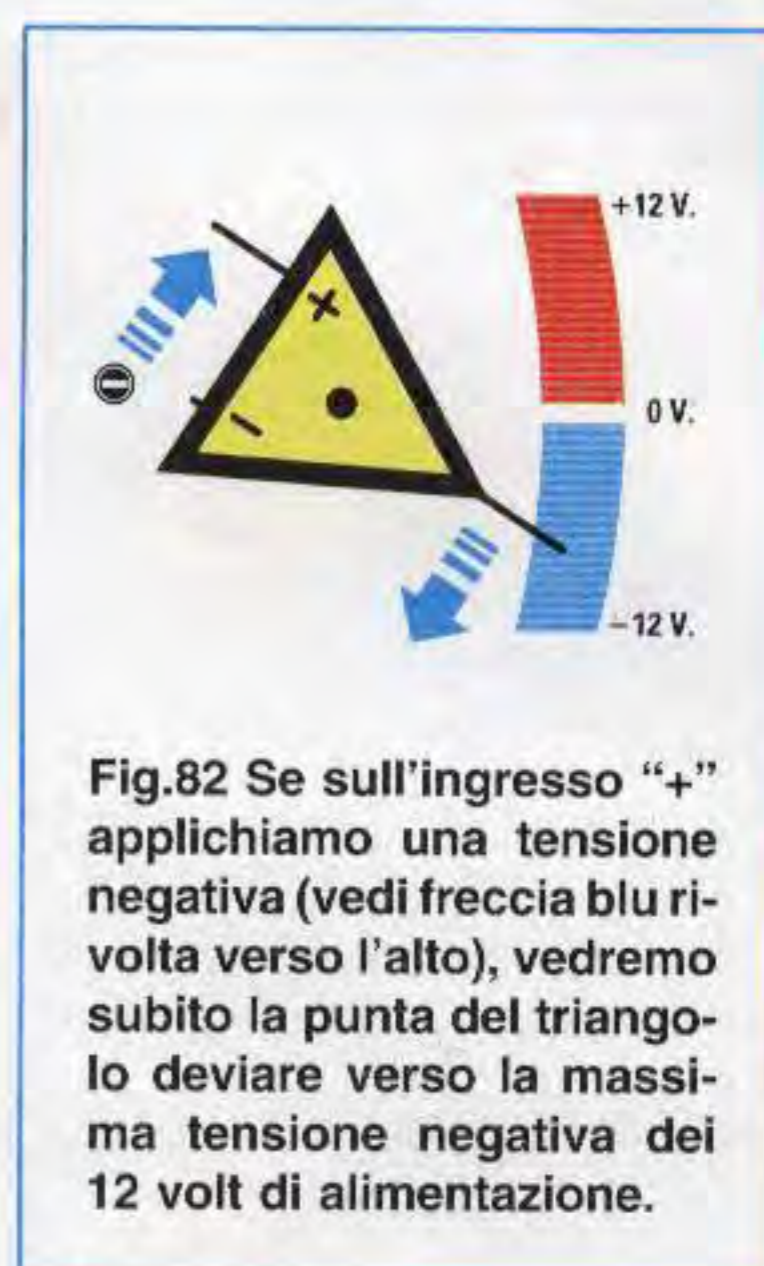 +12 V.
+
−
0 V.
−12 V.
Fig.82 Se sull'ingresso “+”
applichiamo una tensione
negativa (vedi freccia blu ri-
volta verso l'alto), vedremo
subito la punta del triango-
lo deviare verso la massi-
ma tensione negativa dei
12 volt di alimentazione.